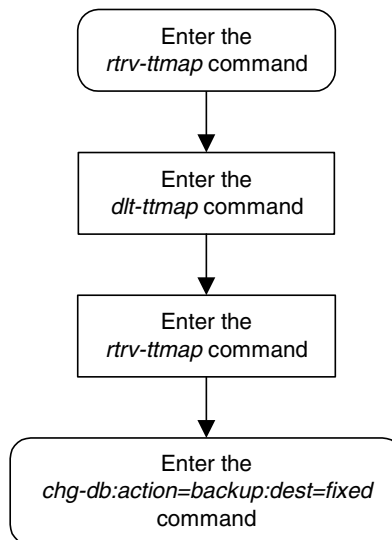 Enter the
rtrv-ttmap command
Enter the
dlt-ttmap command
Enter the
rtrv-ttmap command
Enter the
chg-db:action=backup:dest=fixed
command